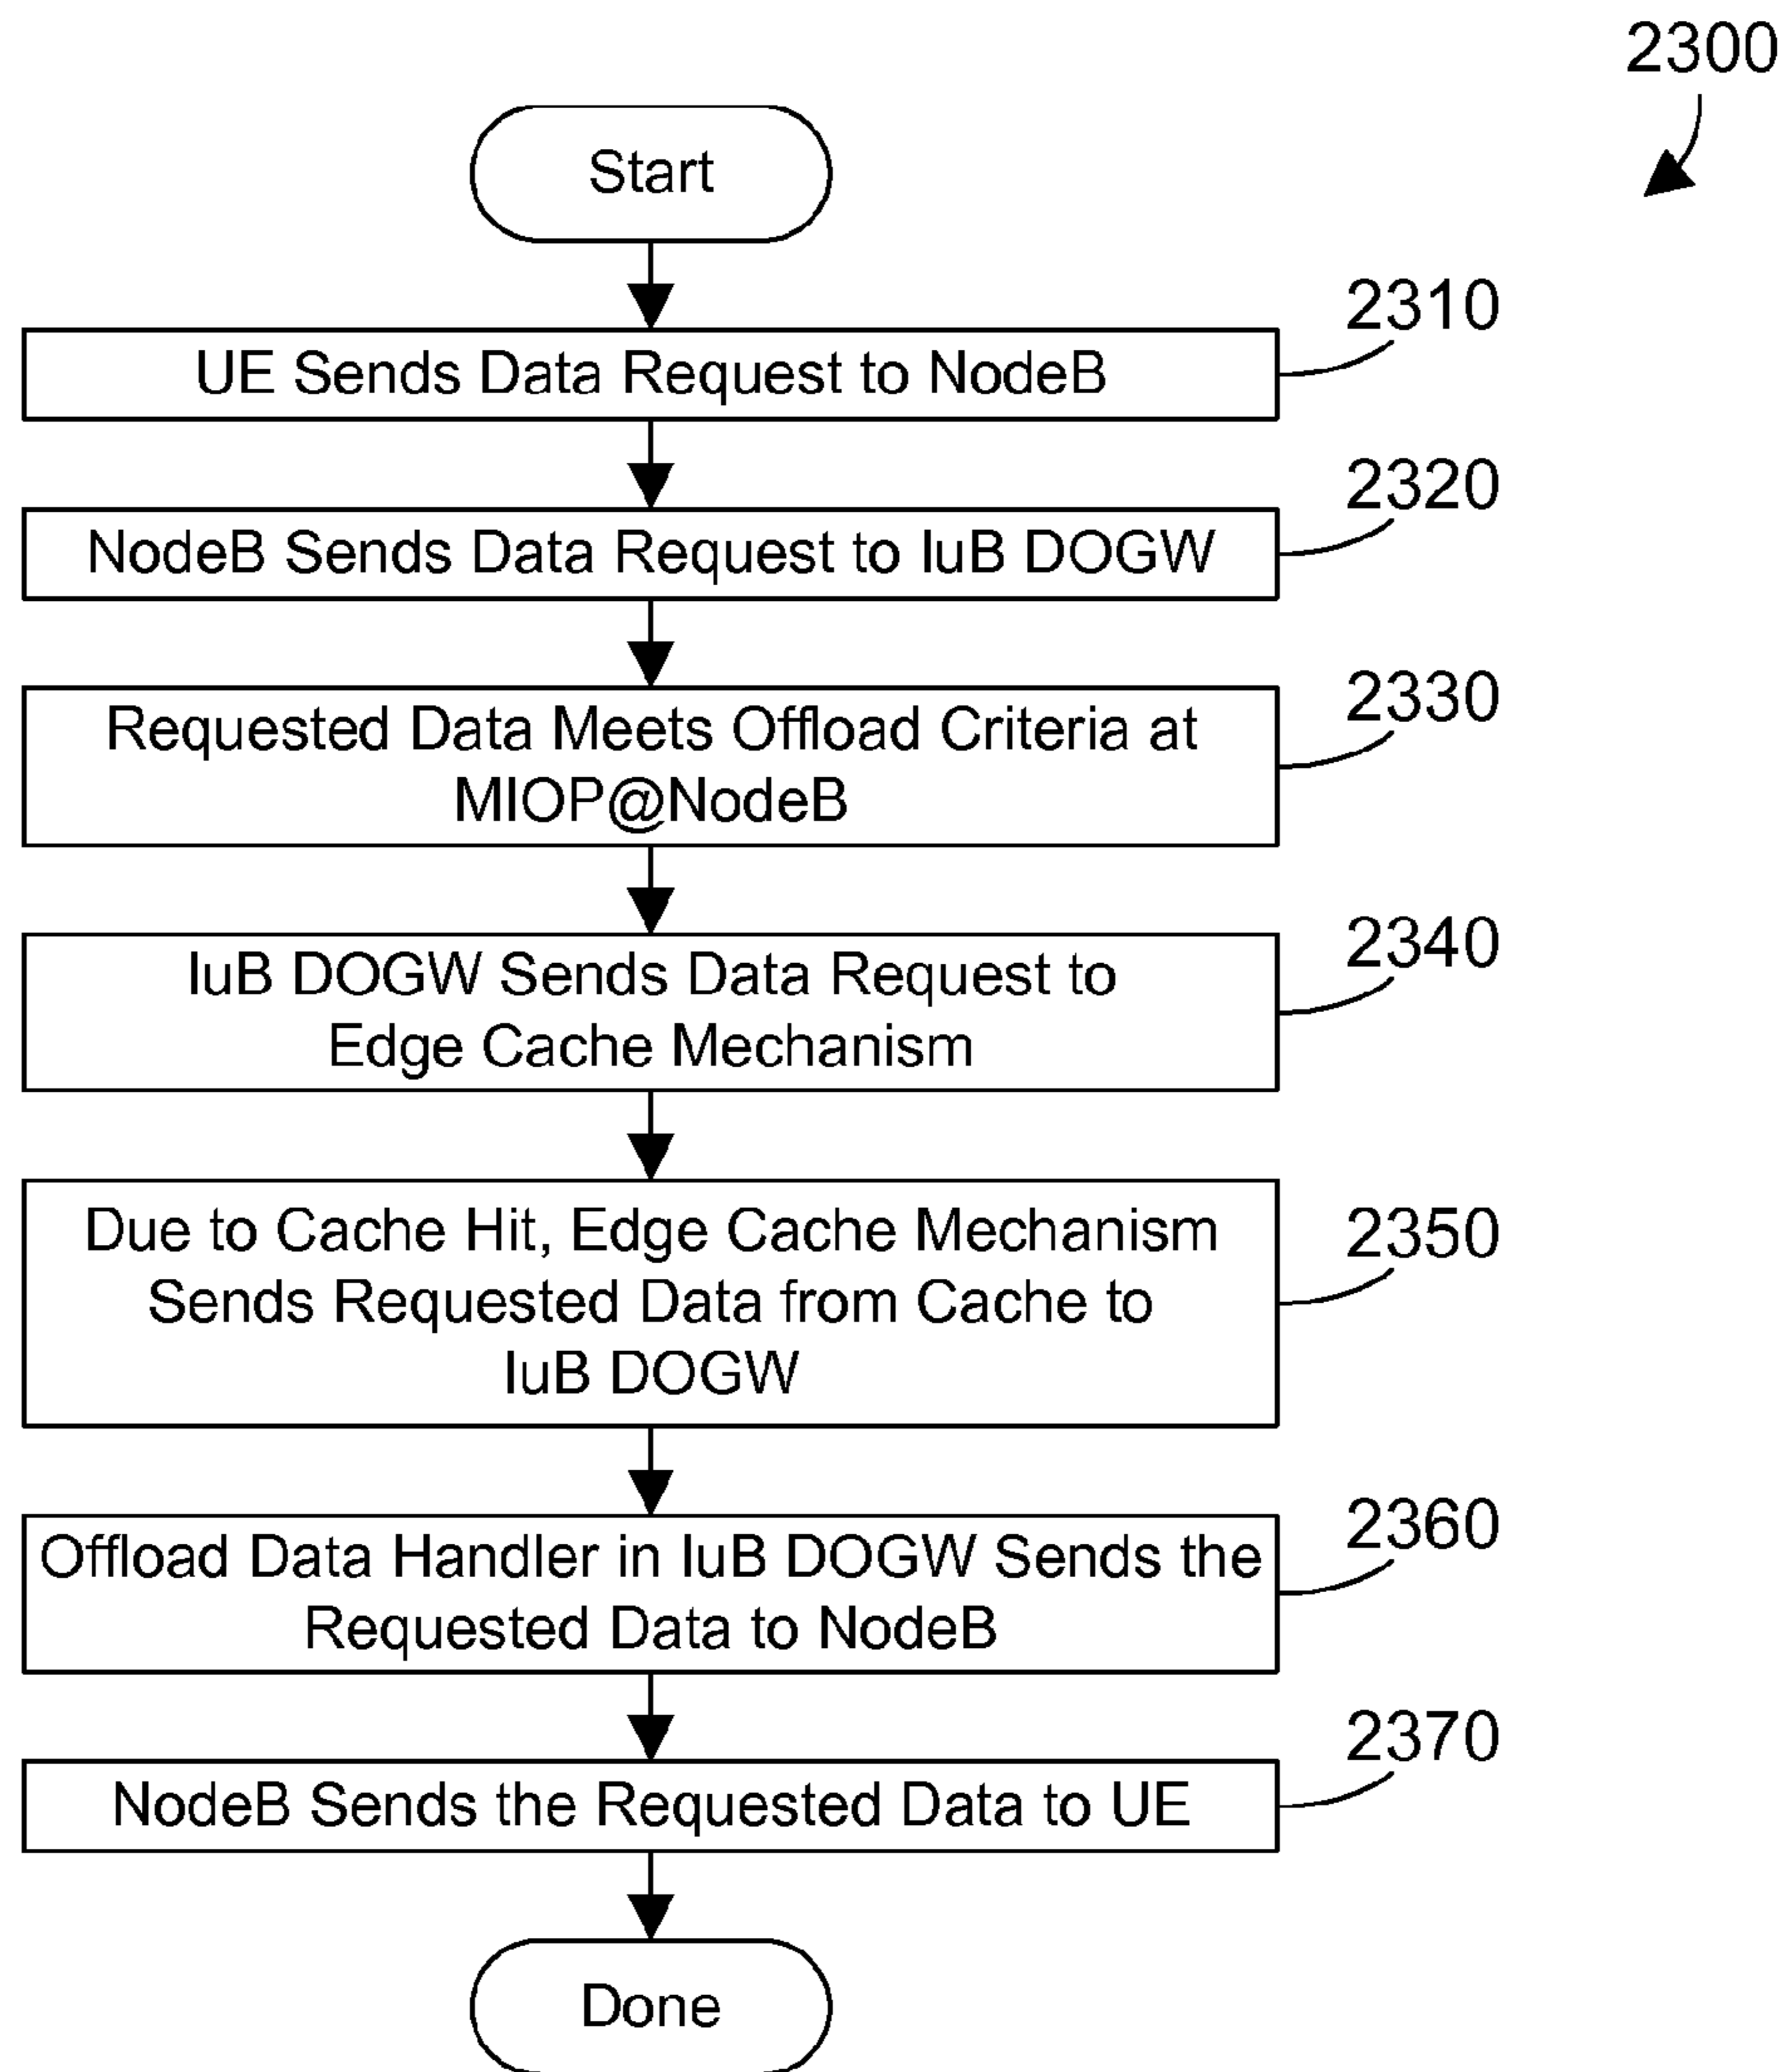 2300
Start
2310
UE Sends Data Request to NodeB
2320
NodeB Sends Data Request to IuB DOGW
2330
Requested Data Meets Offload Criteria at
MIOP@NodeB
2340
IuB DOGW Sends Data Request to
Edge Cache Mechanism
2350
Due to Cache Hit, Edge Cache Mechanism
Sends Requested Data from Cache to
IuB DOGW
2360
Offload Data Handler in IuB DOGW Sends the
Requested Data to NodeB
2370
NodeB Sends the Requested Data to UE
Done